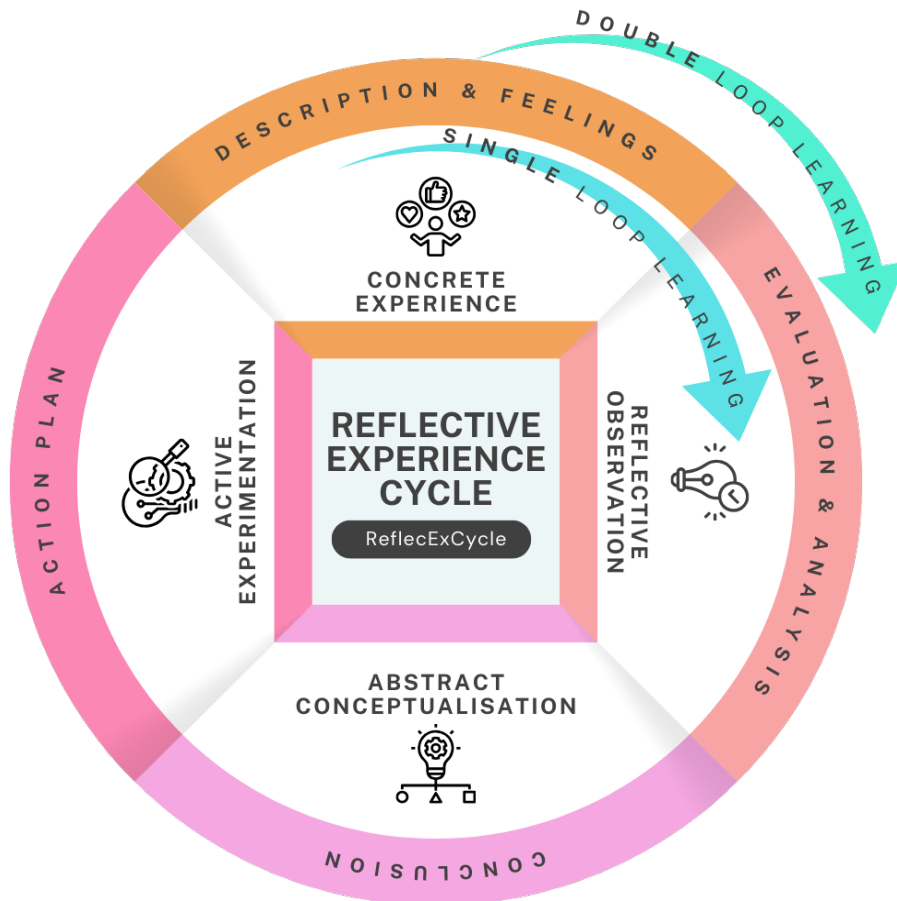 DOUBLE LOOP LEARNING
DESCRIPTION & FEELINGS
SINGLE LOOP LEARNING
CONCRETE
EXPERIENCE
EVALUATION & ANALYSIS
REFLECTIVE
OBSERVATION
REFLECTIVE
EXPERIENCE
CYCLE
ReflecExCycle
ACTIVE
EXPERIMENTATION
ACTION PLAN
ABSTRACT
CONCEPTUALISATION
CONCLUSION